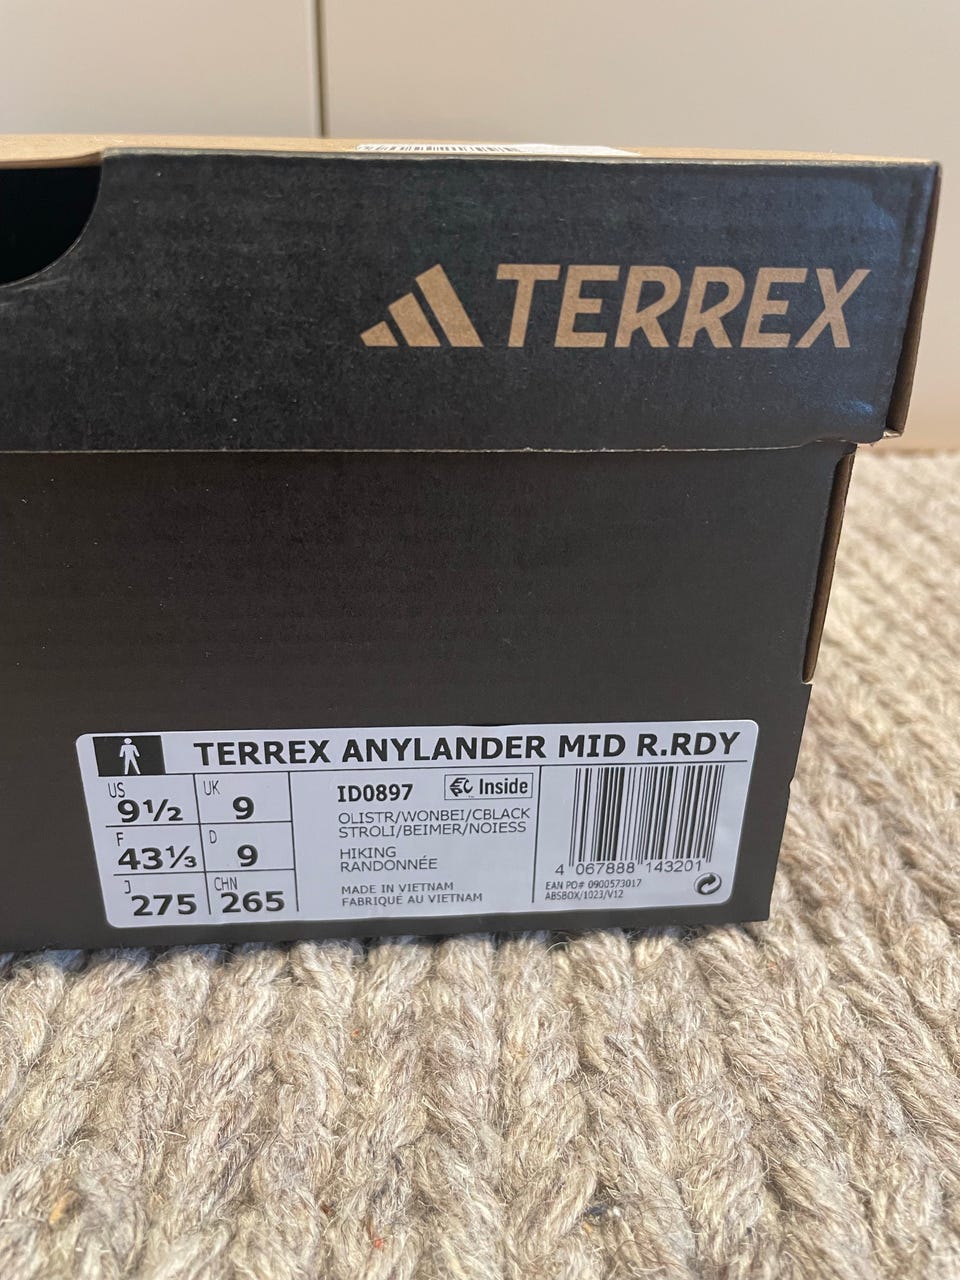 TERREX
TERREX ANYLANDER MID R.RDY
US 9½ UK 9
F 43⅓ D 9
J 275 CHN 265
ID0897 Inside
OLISTR/WONBEI/CBLACK
STROLI/BEIMER/NOIESS
HIKING
RANDONNÉE
MADE IN VIETNAM
FABRIQUÉ AU VIETNAM
4 067888 143201
EAN PO# 0900573017
ABSBOX/1023/V12